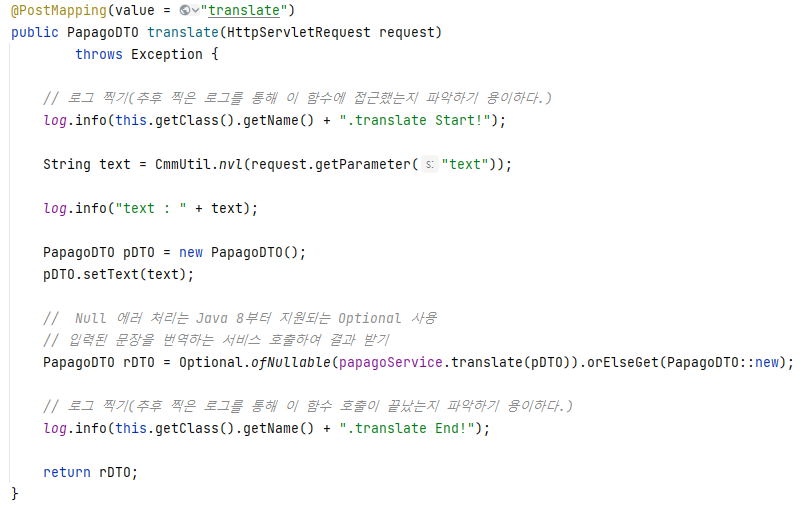 @PostMapping(value = "translate")
public PapagoDTO translate(HttpServletRequest request)
        throws Exception {
    // 로그 찍기(추후 찍은 로그를 통해 이 함수에 접근했는지 파악하기 용이하다.)
    log.info(this.getClass().getName() + ".translate Start!");
    String text = CmmUtil.nvl(request.getParameter( s: "text"));
    log.info("text : " + text);
    PapagoDTO pDTO = new PapagoDTO();
    pDTO.setText(text);
    //  Null 에러 처리는 Java 8부터 지원되는 Optional 사용
    // 입력된 문장을 번역하는 서비스 호출하여 결과 받기
    PapagoDTO rDTO = Optional.ofNullable(papagoService.translate(pDTO)).orElseGet(PapagoDTO::new);
    // 로그 찍기(추후 찍은 로그를 통해 이 함수 호출이 끝났는지 파악하기 용이하다.)
    log.info(this.getClass().getName() + ".translate End!");
    return rDTO;
}